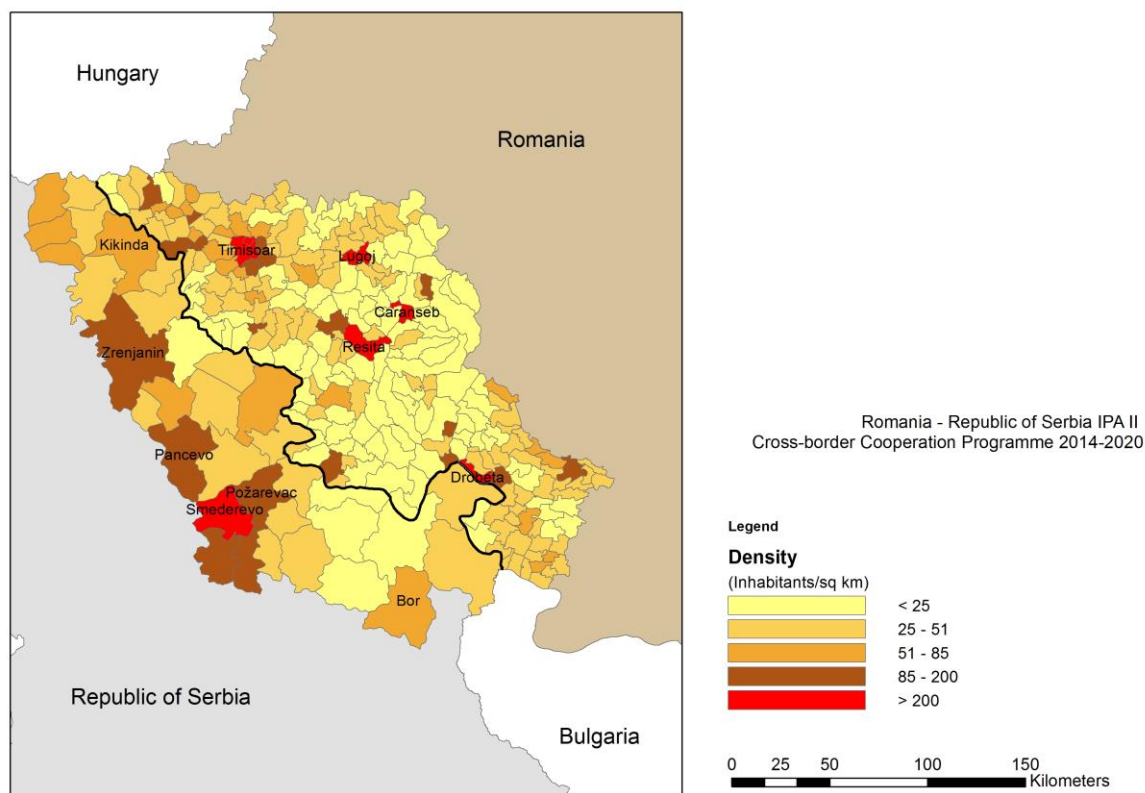 Hungary
Romania
Kikinda
Timisoar
Lugoj
Caranseb
Zrenjanin
Resita
Pancevo
Drobeta
Požarevac
Smederevo
Bor
Republic of Serbia
Bulgaria
Romania - Republic of Serbia IPA II
Cross-border Cooperation Programme 2014-2020
Legend
Density
(Inhabitants/sq km)
< 25
25 - 51
51 - 85
85 - 200
> 200
0 25 50 100 150
Kilometers